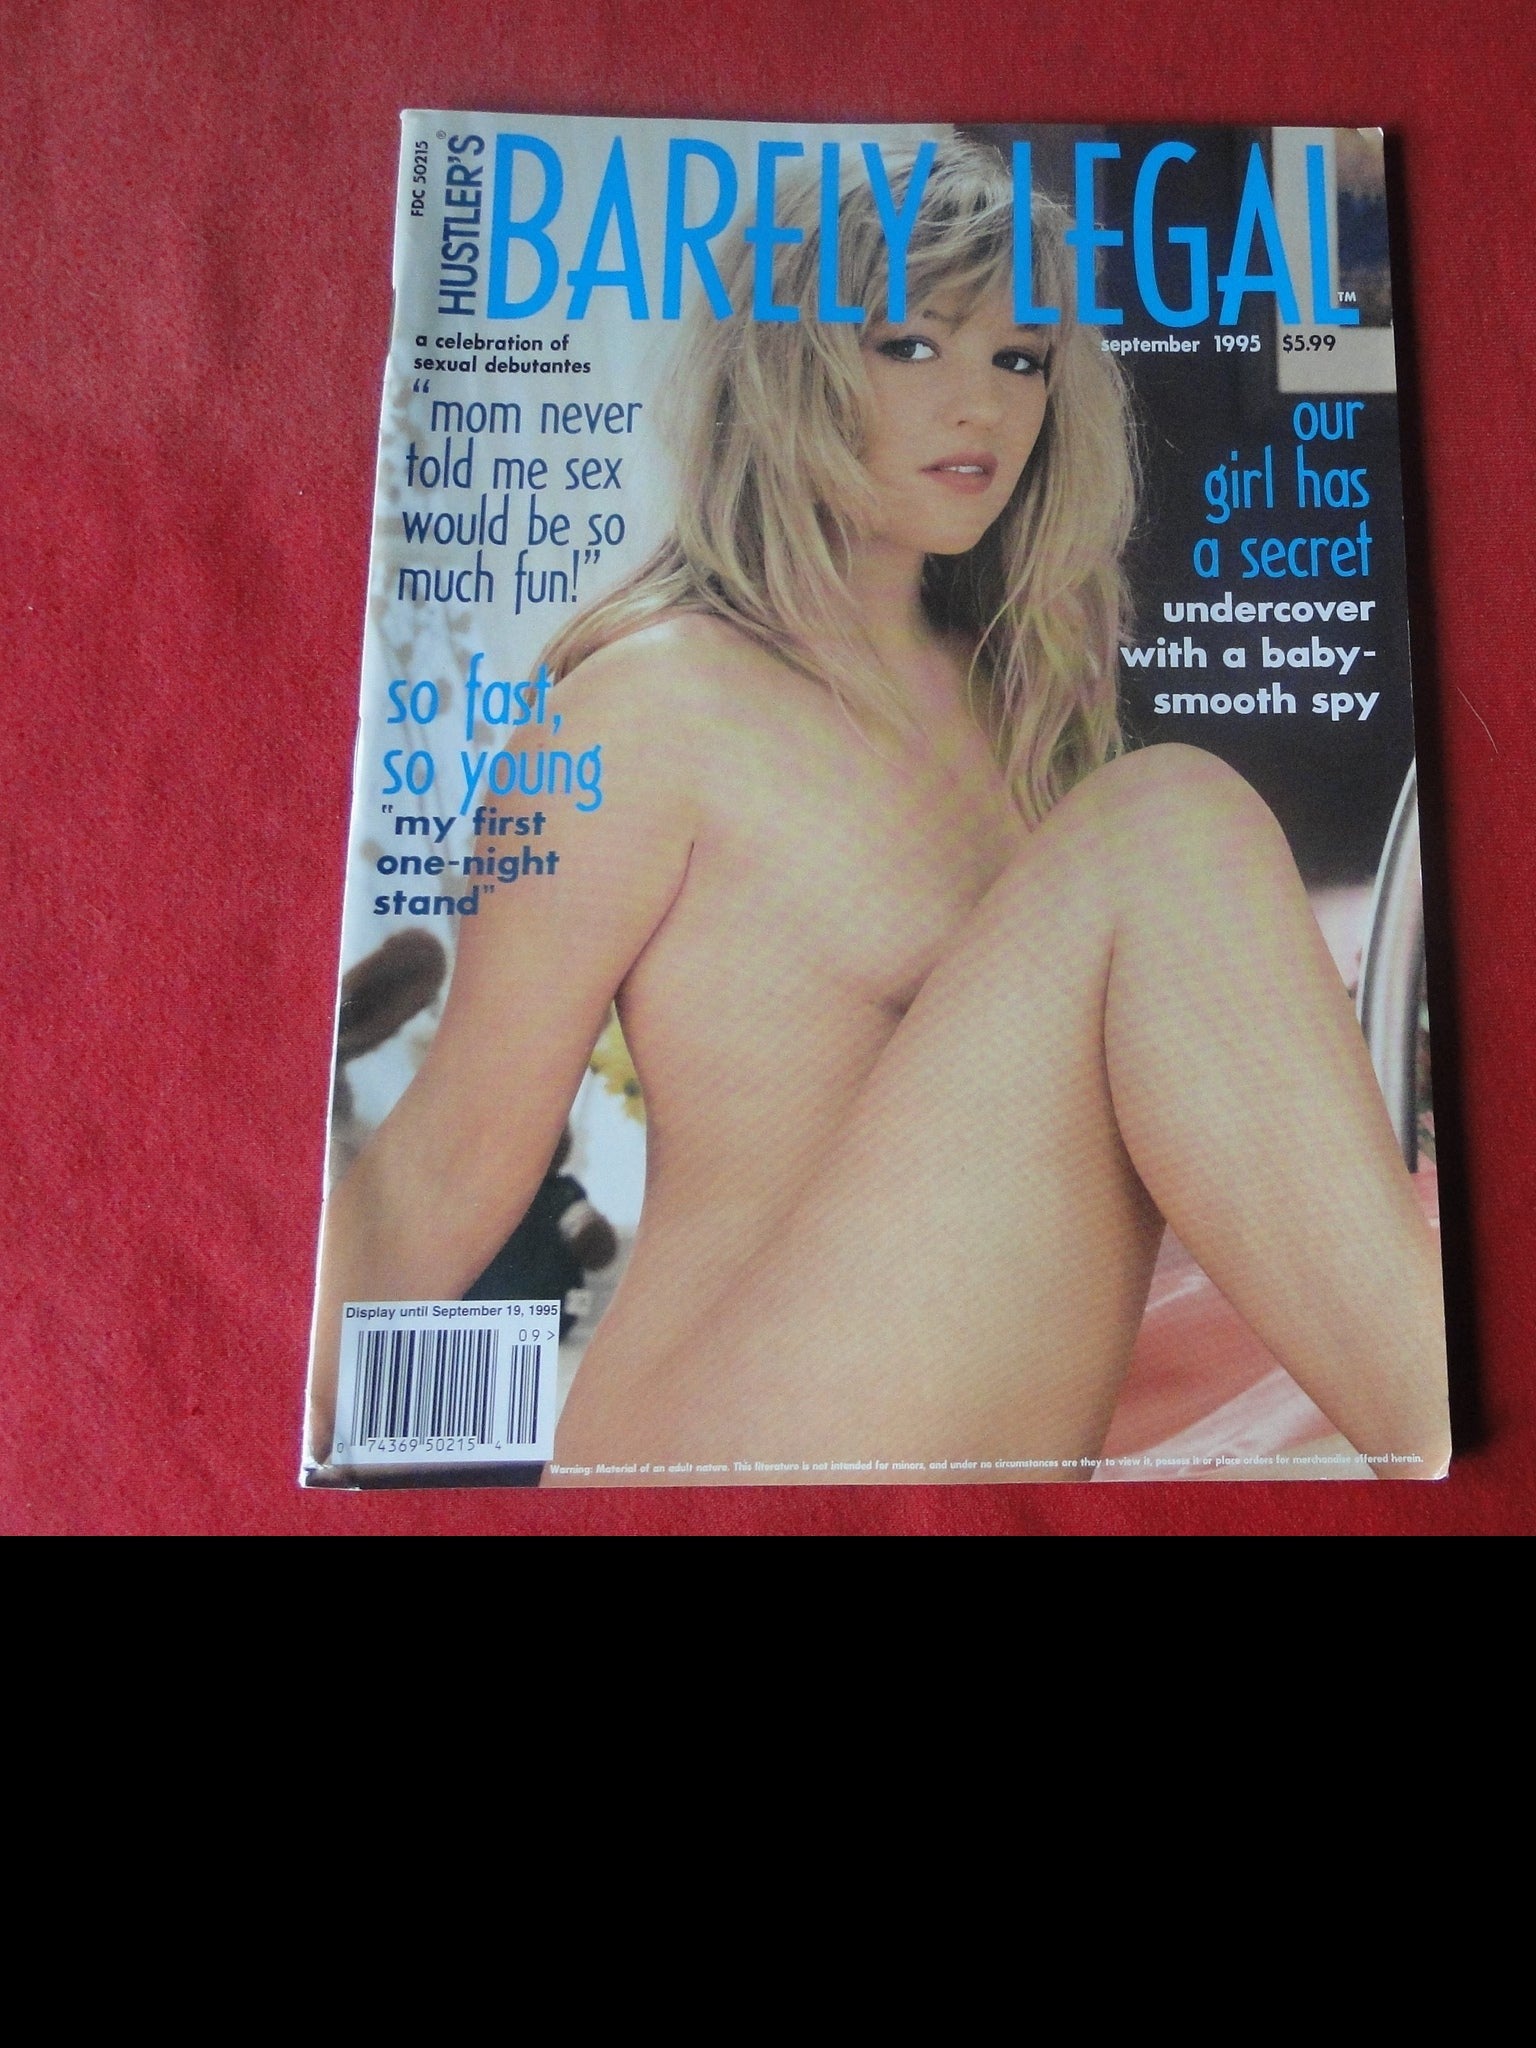 FDC 50215
HUSTLER'S®
BARELY LEGAL™
a celebration of
sexual debutantes
september 1995 $5.99
"mom never
told me sex
would be so
much fun!"
so fast,
so young
"my first
one-night
stand"
our
girl has
a secret
undercover
with a baby-
smooth spy
Display until September 19, 1995
09 >
0 74369 50215 4
Warning: Material of an adult nature. This literature is not intended for minors, and under no circumstances are they to view it, possess it or place orders for merchandise offered herein.